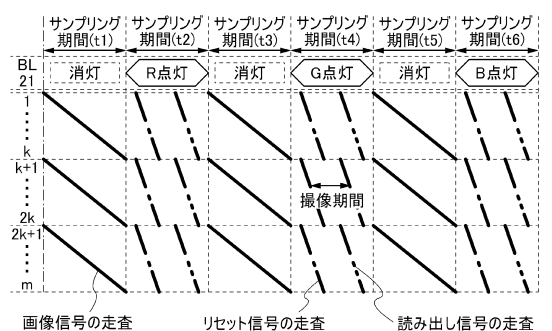 サンプリング サンプリング サンプリング サンプリング サンプリング サンプリング
期間(t1) 期間(t2) 期間(t3) 期間(t4) 期間(t5) 期間(t6)
BL
21
消灯 R点灯 消灯 G点灯 消灯 B点灯
1
k
k+1
撮像期間
2k
2k+1
m
画像信号の走査 リセット信号の走査 読み出し信号の走査